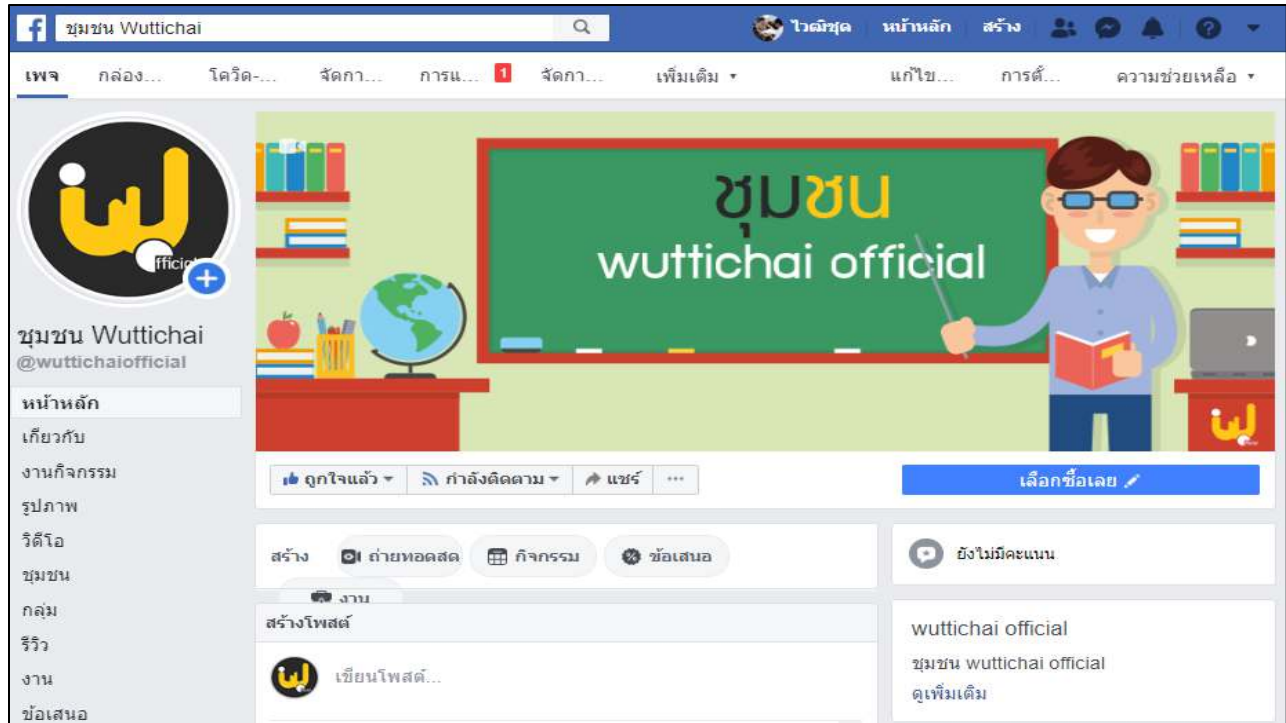 ชุมชน Wuttichai
ไวฒิชุด หน้าหลัก สร้าง
เพจ กล่อง... โควิด-... จัดกา... การแ... 1 จัดกา... เพิ่มเติม แก้ไข... การตั้... ความช่วยเหลือ
fficial
ชุมชน
wuttichai official
ชุมชน Wuttichai
@wuttichaiofficial
หน้าหลัก
เกี่ยวกับ
งานกิจกรรม
รูปภาพ
วิดีโอ
ชุมชน
กลุ่ม
รีวิว
งาน
ข้อเสนอ
ถูกใจแล้ว กำลังติดตาม แชร์ ...
เลือกซื้อเลย
สร้าง ถ่ายทอดสด กิจกรรม ข้อเสนอ
งาน
สร้างโพสต์
เขียนโพสต์...
ยังไม่มีคะแนน
wuttichai official
ชุมชน wuttichai official
ดูเพิ่มเติม